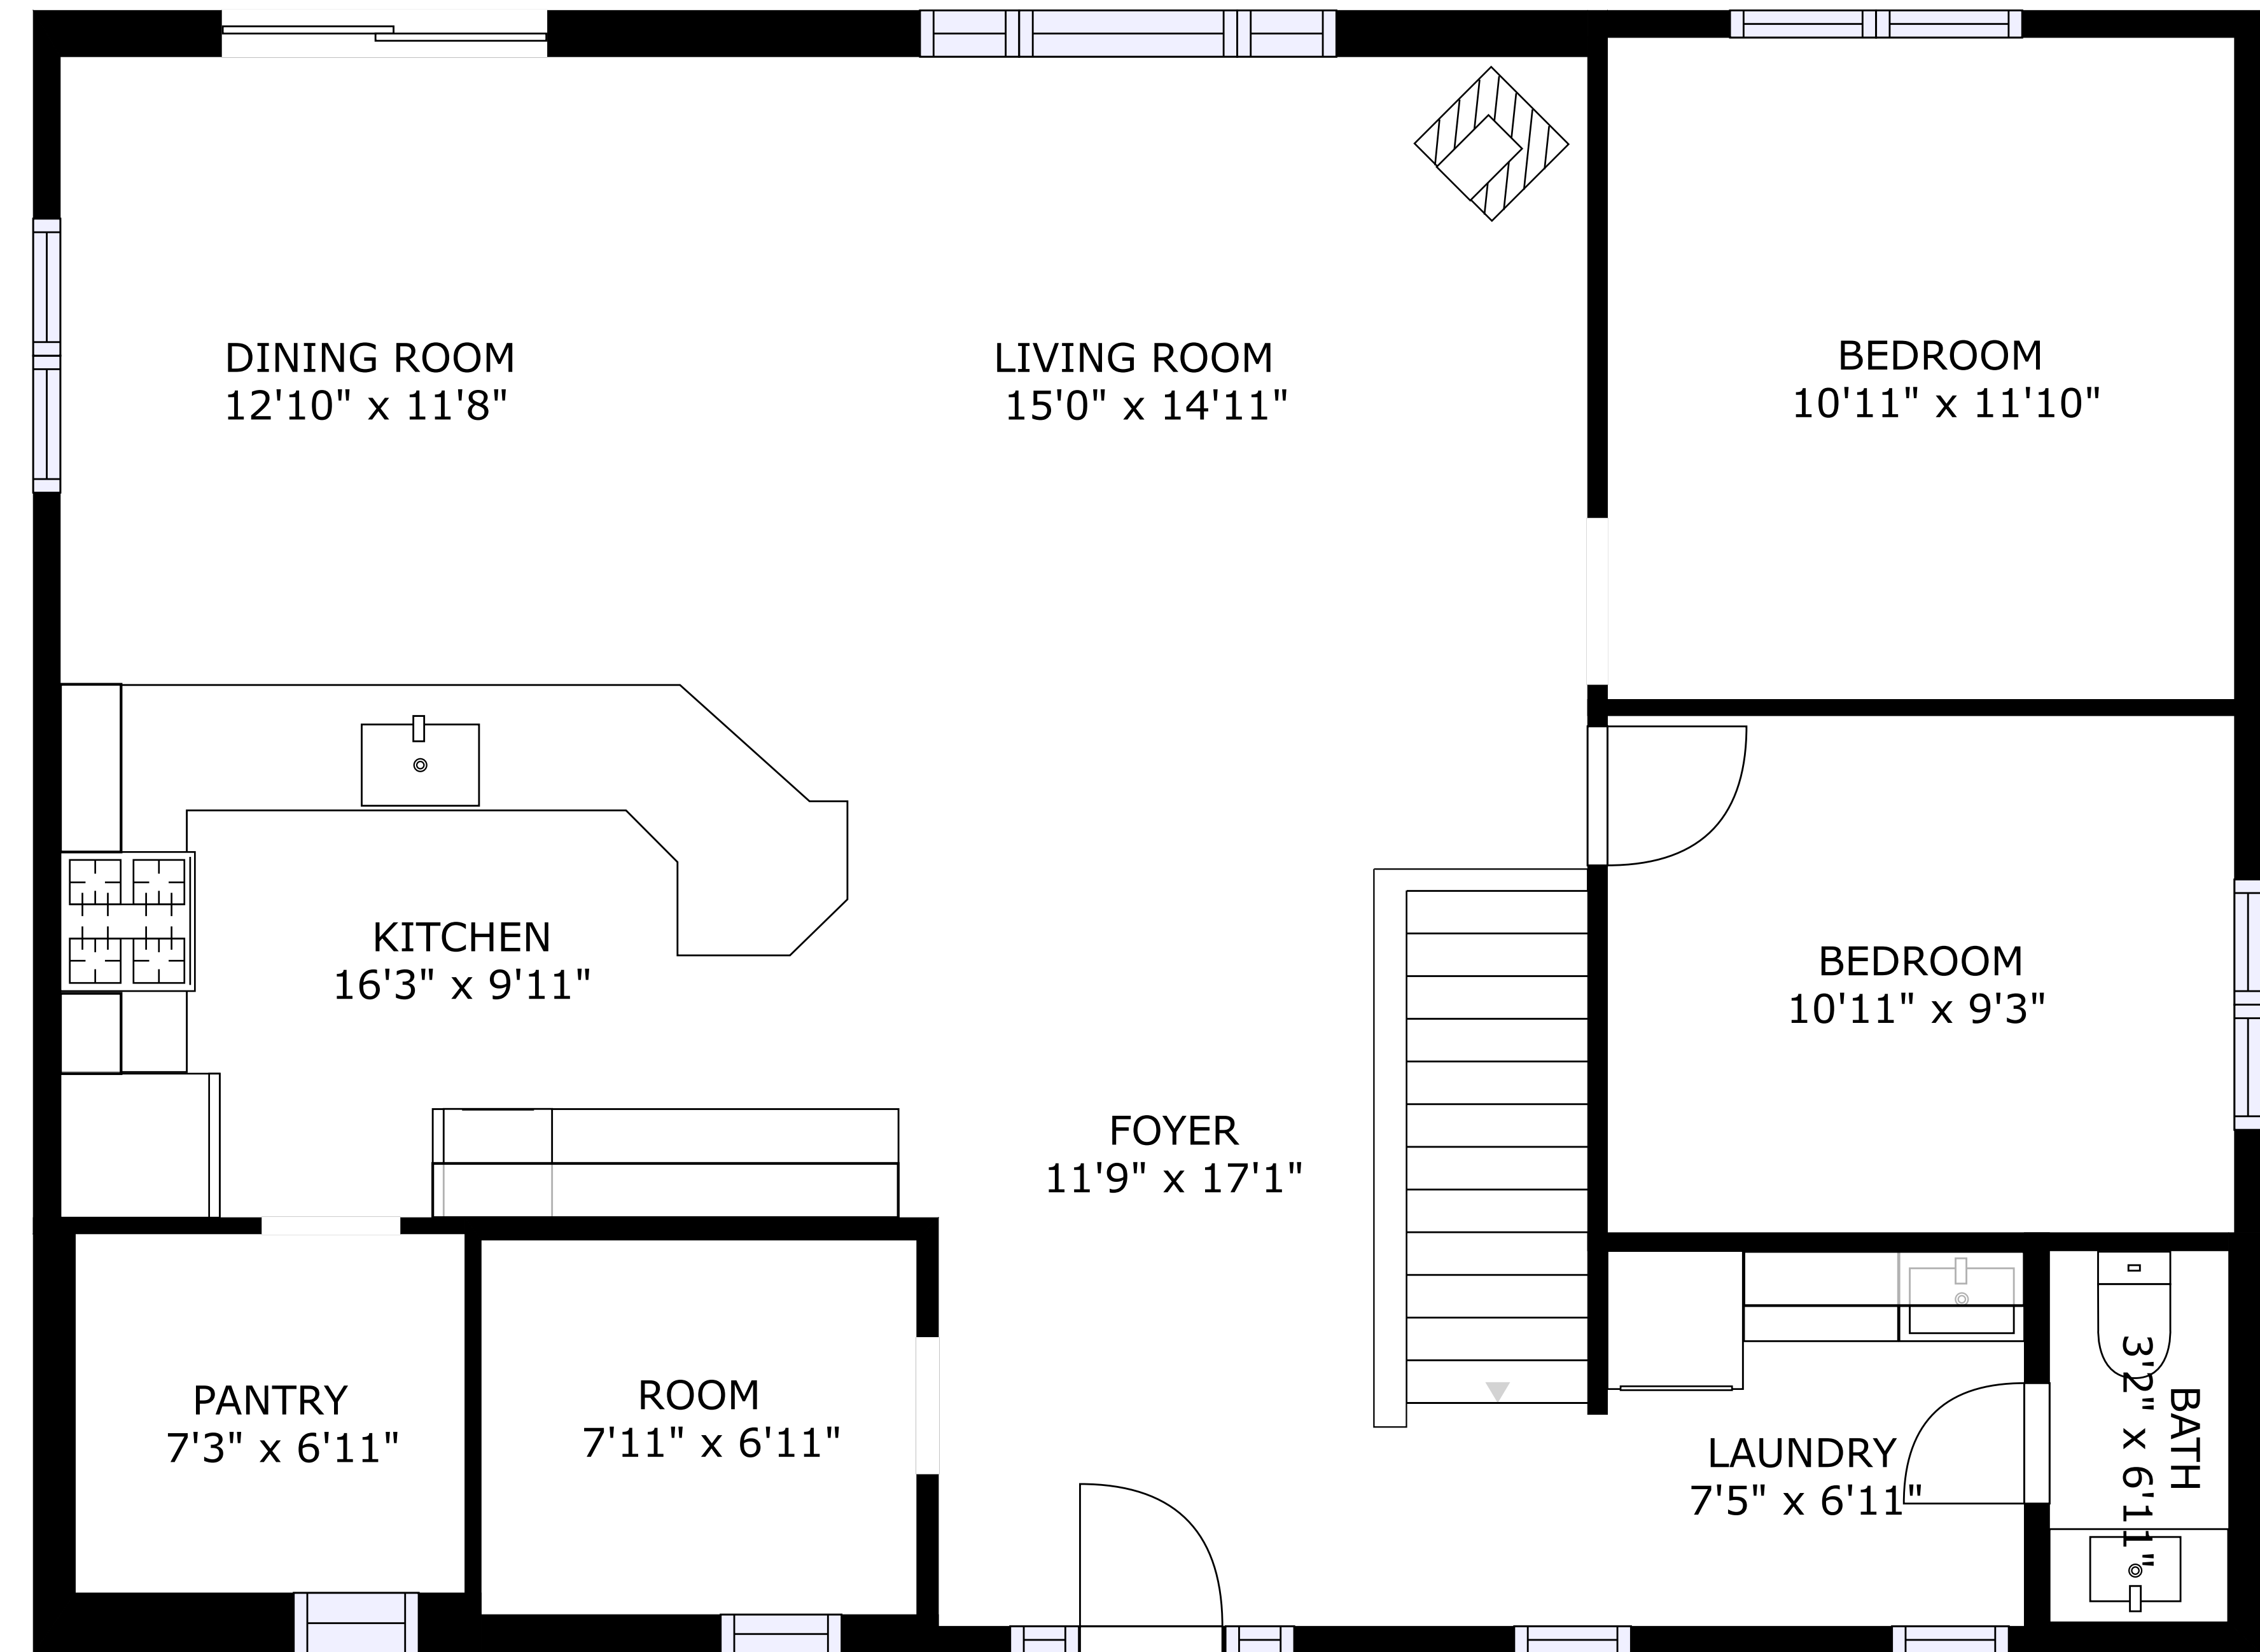 DINING ROOM
12'10" x 11'8"
LIVING ROOM
15'0" x 14'11"
BEDROOM
10'11" x 11'10"
KITCHEN
16'3" x 9'11"
BEDROOM
10'11" x 9'3"
FOYER
11'9" x 17'1"
PANTRY
7'3" x 6'11"
ROOM
7'11" x 6'11"
LAUNDRY
7'5" x 6'11"
BATH
3'2" x 6'11"